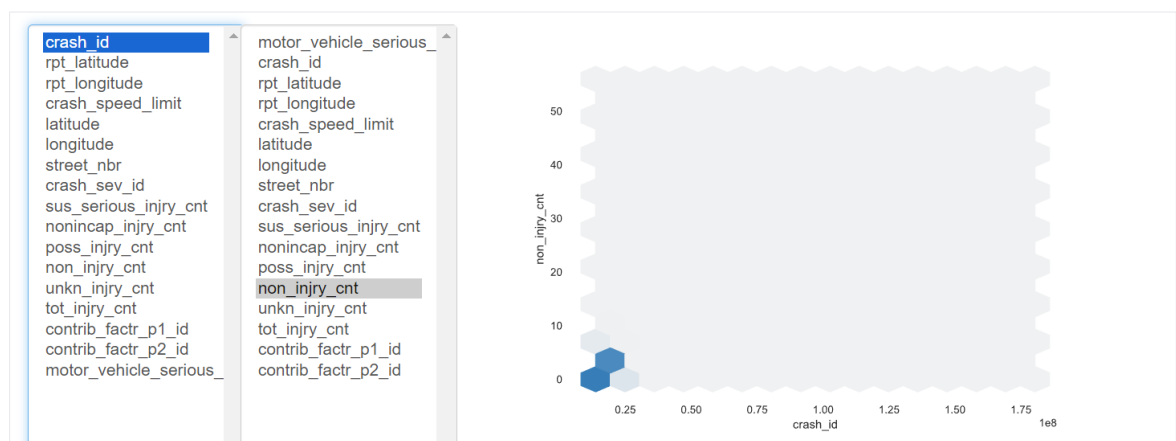 crash_id
rpt_latitude
rpt_longitude
crash_speed_limit
latitude
longitude
street_nbr
crash_sev_id
sus_serious_injry_cnt
nonincap_injry_cnt
poss_injry_cnt
non_injry_cnt
unkn_injry_cnt
tot_injry_cnt
contrib_factr_p1_id
contrib_factr_p2_id
motor_vehicle_serious_
motor_vehicle_serious_
crash_id
rpt_latitude
rpt_longitude
crash_speed_limit
latitude
longitude
street_nbr
crash_sev_id
sus_serious_injry_cnt
nonincap_injry_cnt
poss_injry_cnt
non_injry_cnt
unkn_injry_cnt
tot_injry_cnt
contrib_factr_p1_id
contrib_factr_p2_id
non_injry_cnt
50
40
30
20
10
0
0.25 0.50 0.75 1.00 1.25 1.50 1.75
1e8
crash_id